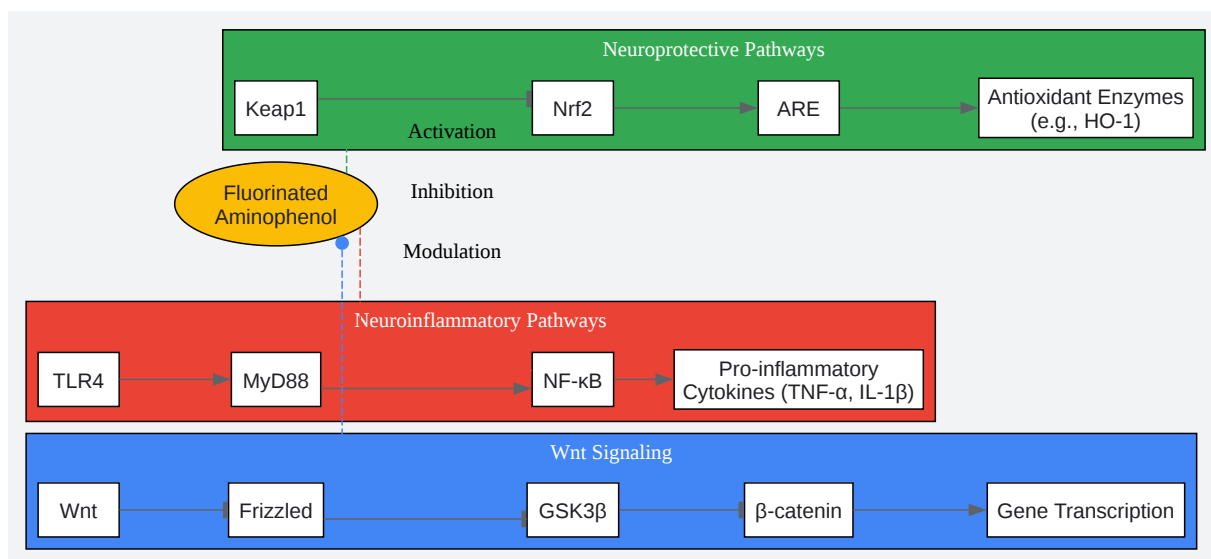 Neuroprotective Pathways
Keap1
Nrf2
ARE
Antioxidant Enzymes
(e.g., HO-1)
Activation
Fluorinated
Aminophenol
Inhibition
Modulation
Neuroinflammatory Pathways
TLR4
MyD88
NF-κB
Pro-inflammatory
Cytokines (TNF-α, IL-1β)
Wnt Signaling
Wnt
Frizzled
GSK3β
β-catenin
Gene Transcription